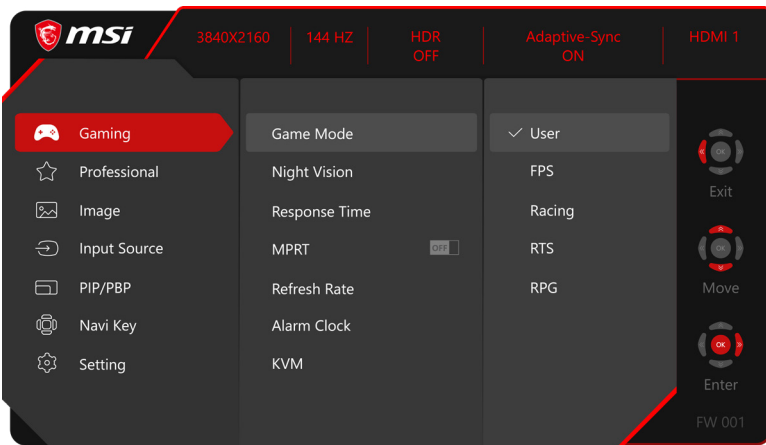 msi
3840X2160 144 HZ HDR OFF Adaptive-Sync ON HDMI 1
Gaming
Professional
Image
Input Source
PIP/PBP
Navi Key
Setting
Game Mode
Night Vision
Response Time
MPRT OFF
Refresh Rate
Alarm Clock
KVM
User
FPS
Racing
RTS
RPG
OK
Exit
OK
Move
OK
Enter
FW 001